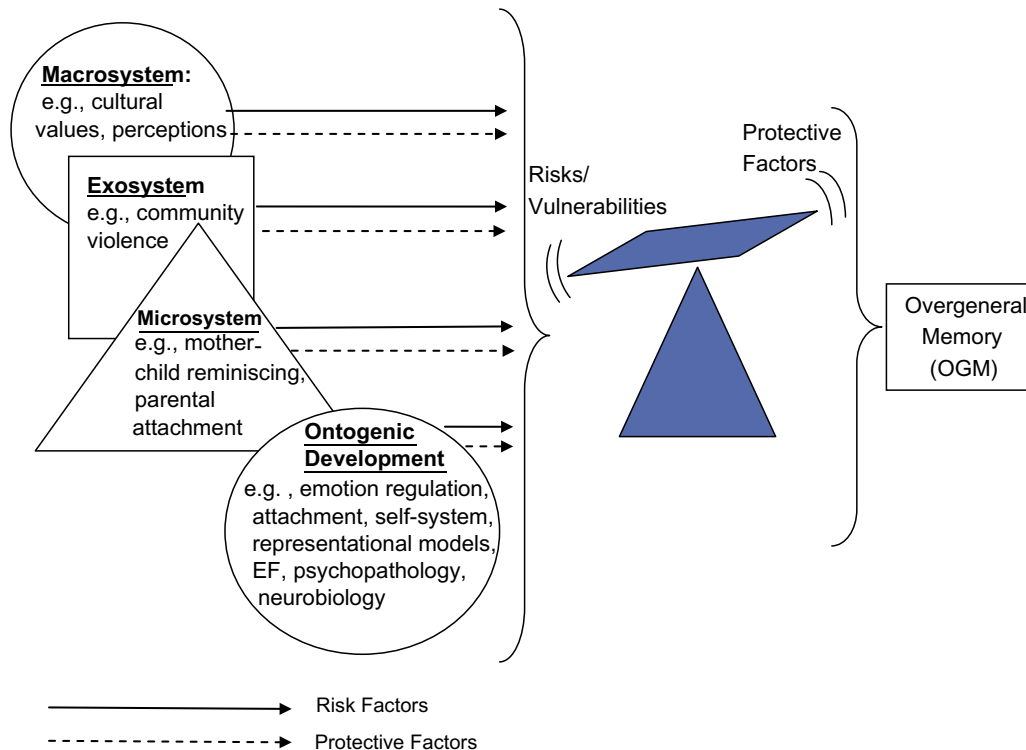 Macrosystem:
e.g., cultural
values, perceptions
Exosystem
e.g., community
violence
Microsystem
e.g., mother-
child reminiscing,
parental
attachment
Ontogenic
Development
e.g. , emotion regulation,
attachment, self-system,
representational models,
EF, psychopathology,
neurobiology
Risks/
Vulnerabilities
Protective
Factors
Overgeneral
Memory
(OGM)
Risk Factors
Protective Factors